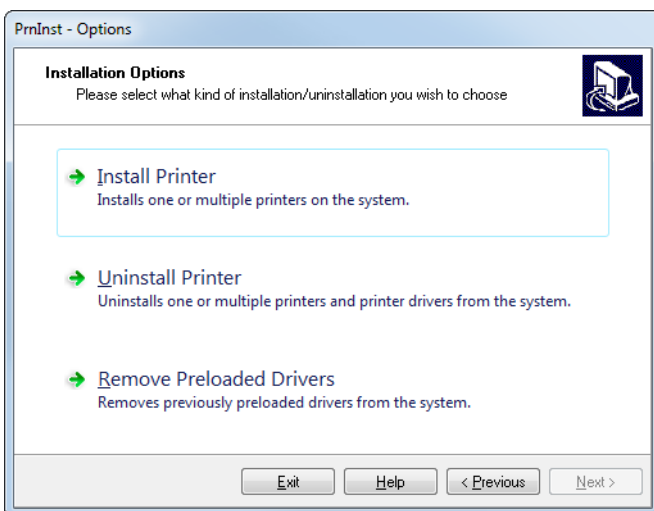 PrnInst - Options
Installation Options
Please select what kind of installation/uninstallation you wish to choose
Install Printer
Installs one or multiple printers on the system.
Uninstall Printer
Uninstalls one or multiple printers and printer drivers from the system.
Remove Preloaded Drivers
Removes previously preloaded drivers from the system.
Exit Help < Previous Next >